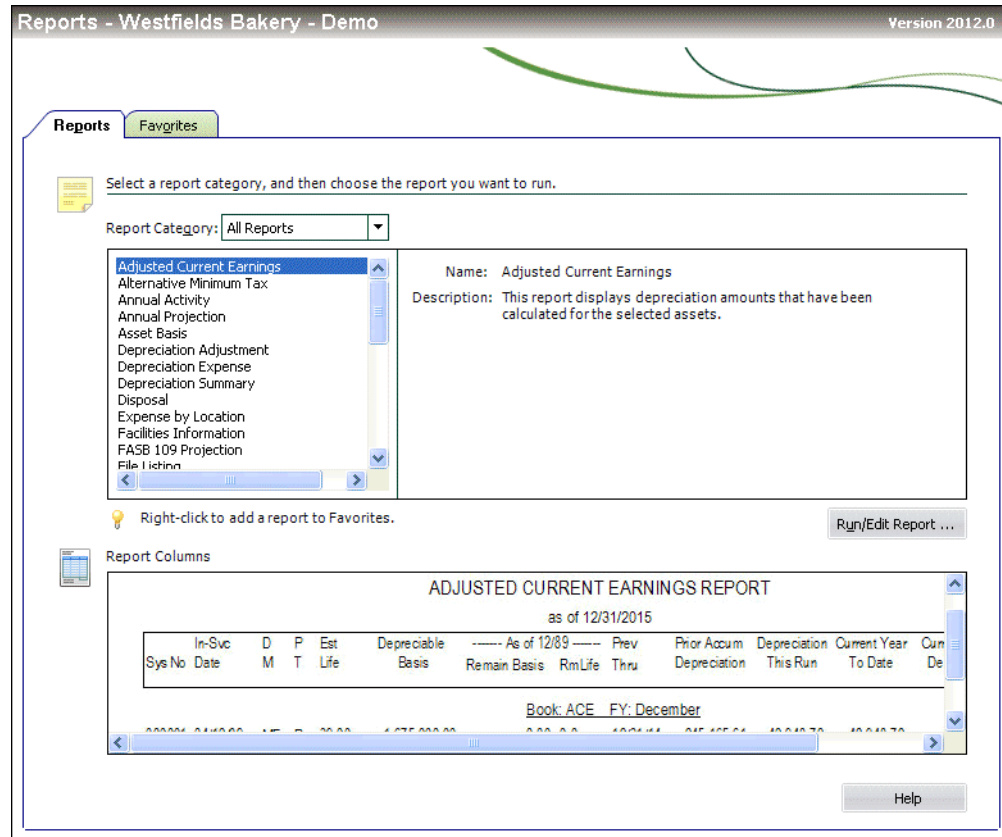 Reports - Westfields Bakery - Demo
Version 2012.0
Reports
Favorites
Select a report category, and then choose the report you want to run.
Report Category: All Reports
Adjusted Current Earnings
Alternative Minimum Tax
Annual Activity
Annual Projection
Asset Basis
Depreciation Adjustment
Depreciation Expense
Depreciation Summary
Disposal
Expense by Location
Facilities Information
FASB 109 Projection
File Listing
Name: Adjusted Current Earnings
Description: This report displays depreciation amounts that have been
calculated for the selected assets.
Right-click to add a report to Favorites.
Run/Edit Report ...
Report Columns
ADJUSTED CURRENT EARNINGS REPORT
as of 12/31/2015
In-Svc D P Est Depreciable ------- As of 12/89 ------- Prev Prior Accum Depreciation Current Year Curr
Sys No Date M T Life Basis Remain Basis RmLife Thru Depreciation This Run To Date De
Book: ACE FY: December
Help